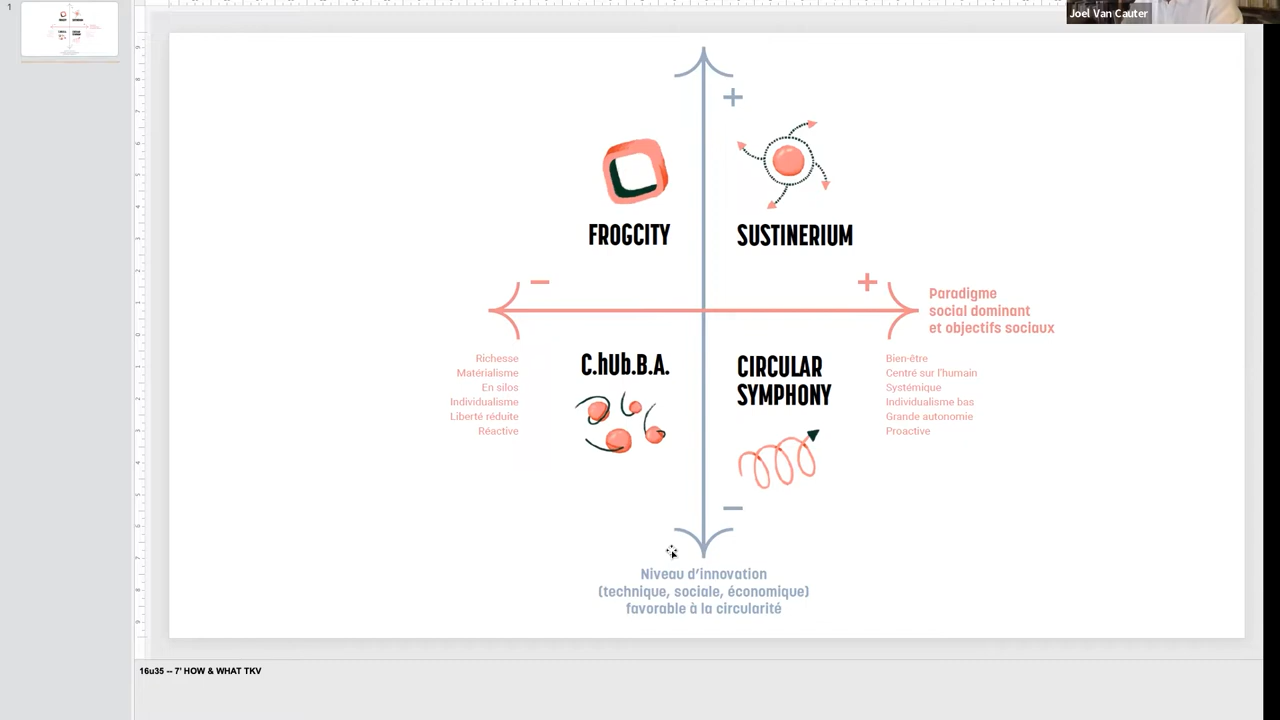 1
Joel Van Cauter
+
FROGCITY
SUSTINERIUM
−
+
Paradigme
social dominant
et objectifs sociaux
Richesse
Matérialisme
En silos
Individualisme
Liberté réduite
Réactive
C.hUb.B.A.
CIRCULAR
SYMPHONY
Bien-être
Centré sur l'humain
Systémique
Individualisme bas
Grande autonomie
Proactive
−
Niveau d'innovation
(technique, sociale, économique)
favorable à la circularité
16u35 -- 7' HOW & WHAT TKV